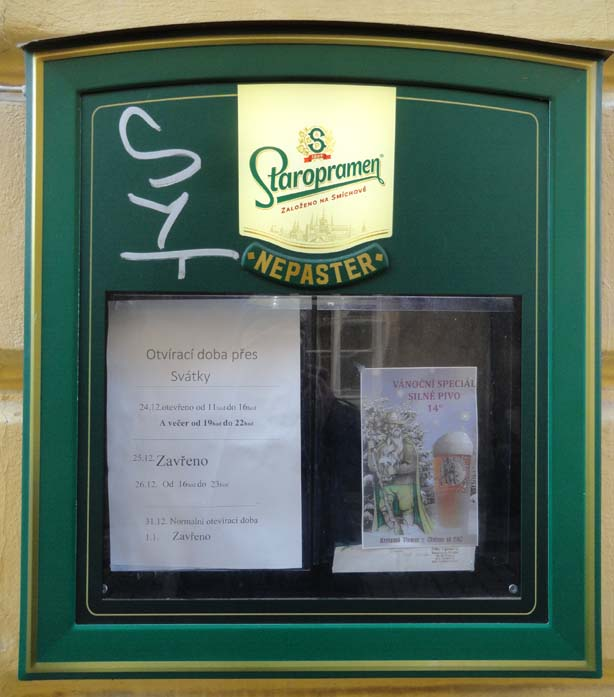 S
1869
Staropramen
ZALOŽENO NA SMÍCHOVĚ
NEPASTER
SYT
Otvírací doba přes
Svátky
24.12.otevřeno od 11hod do 16hod
A večer od 19hod do 22hod
25.12. Zavřeno
26.12. Od 16hod do 23hod
31.12. Normalní otevírací doba
1.1. Zavřeno
VÁNOČNÍ SPECIÁL
SILNÉ PIVO
14°